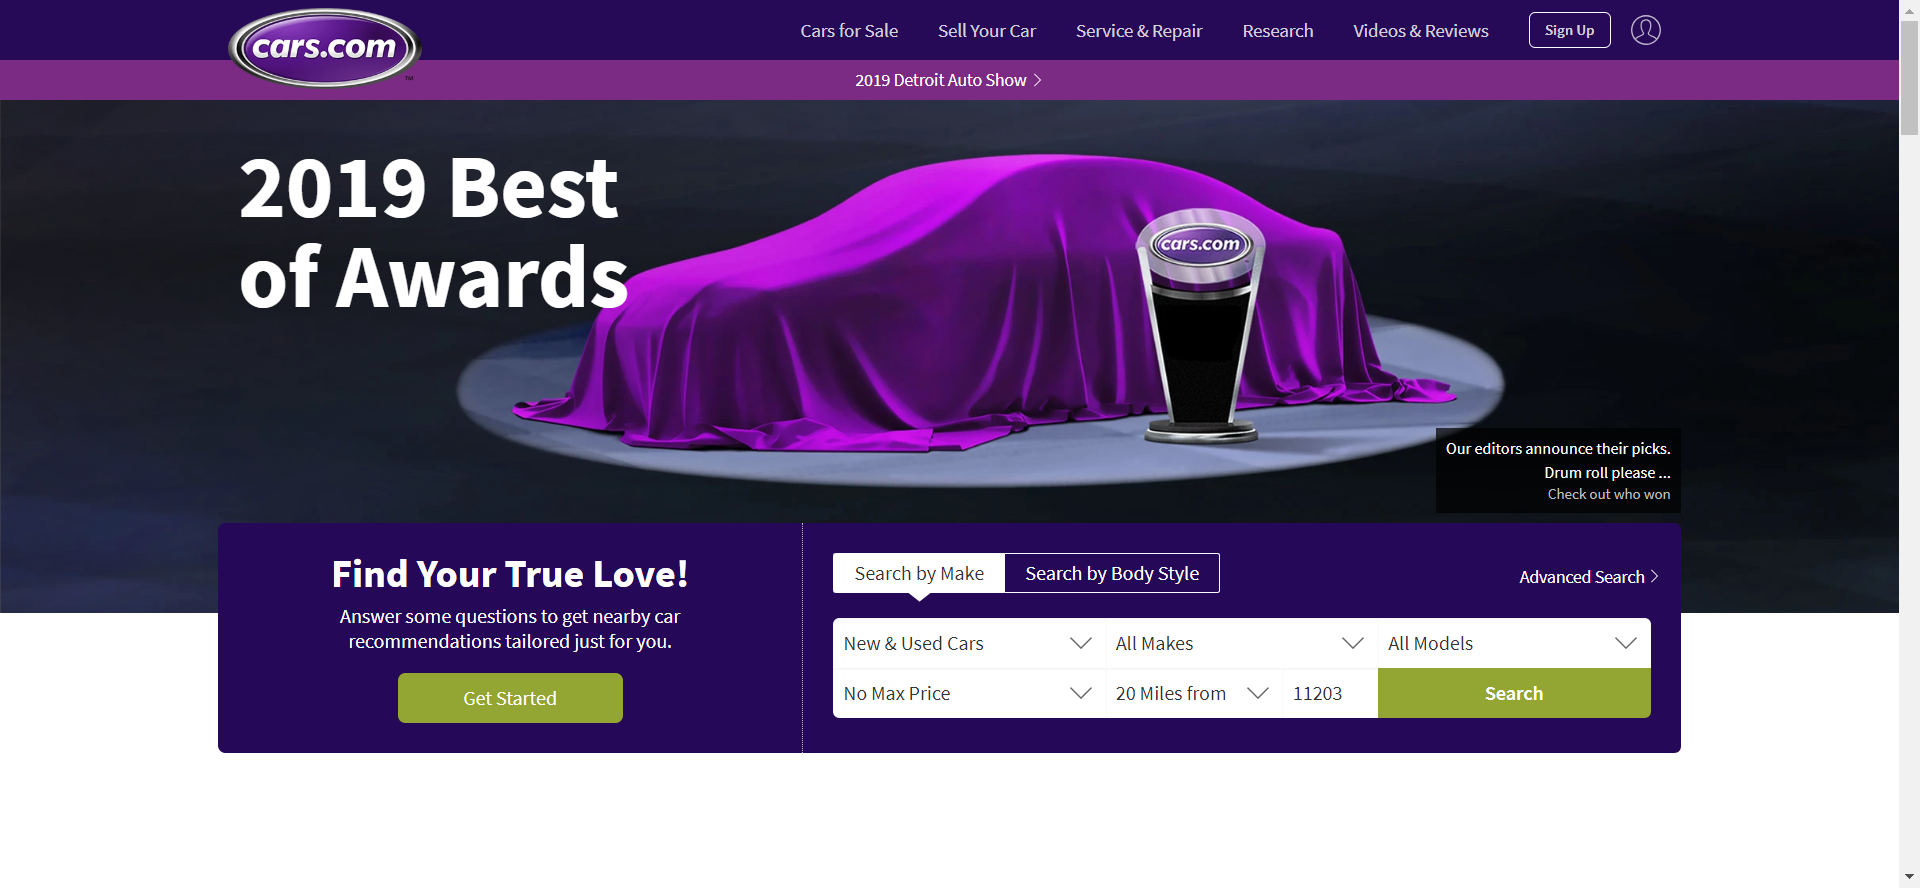 cars.com
TM
Cars for Sale
Sell Your Car
Service & Repair
Research
Videos & Reviews
Sign Up
2019 Detroit Auto Show
2019 Best
of Awards
cars.com
Our editors announce their picks.
Drum roll please ...
Check out who won
Find Your True Love!
Answer some questions to get nearby car
recommendations tailored just for you.
Get Started
Search by Make
Search by Body Style
Advanced Search
New & Used Cars
All Makes
All Models
No Max Price
20 Miles from
11203
Search